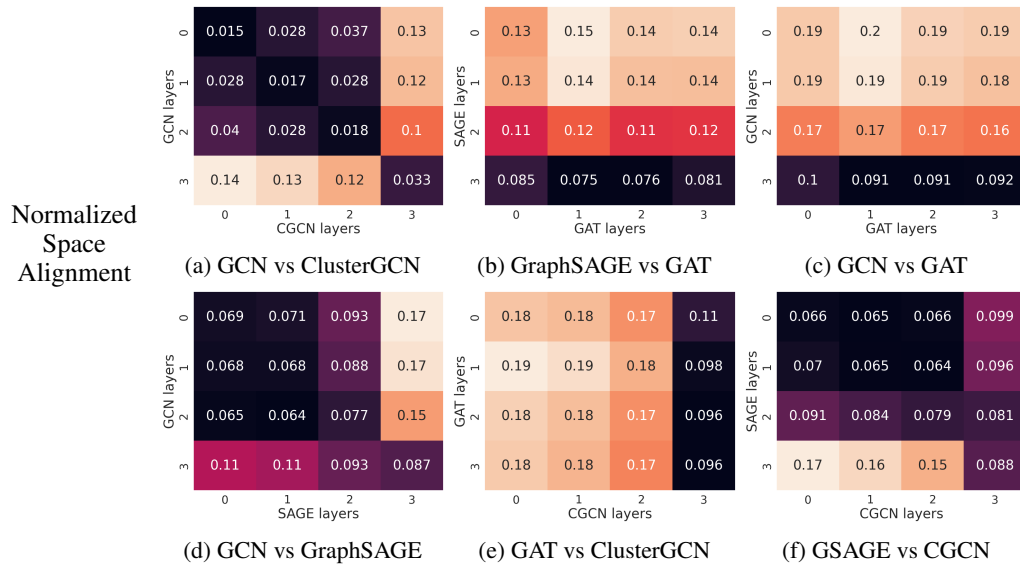 Normalized
Space
Alignment
GCN layers
0 0.015 0.028 0.037 0.13
1 0.028 0.017 0.028 0.12
2 0.04 0.028 0.018 0.1
3 0.14 0.13 0.12 0.033
0 1 2 3
CGCN layers
(a) GCN vs ClusterGCN
SAGE layers
0 0.13 0.15 0.14 0.14
1 0.13 0.14 0.14 0.14
2 0.11 0.12 0.11 0.12
3 0.085 0.075 0.076 0.081
0 1 2 3
GAT layers
(b) GraphSAGE vs GAT
GCN layers
0 0.19 0.2 0.19 0.19
1 0.19 0.19 0.19 0.18
2 0.17 0.17 0.17 0.16
3 0.1 0.091 0.091 0.092
0 1 2 3
GAT layers
(c) GCN vs GAT
GCN layers
0 0.069 0.071 0.093 0.17
1 0.068 0.068 0.088 0.17
2 0.065 0.064 0.077 0.15
3 0.11 0.11 0.093 0.087
0 1 2 3
SAGE layers
(d) GCN vs GraphSAGE
GAT layers
0 0.18 0.18 0.17 0.11
1 0.19 0.19 0.18 0.098
2 0.18 0.18 0.17 0.096
3 0.18 0.18 0.17 0.096
0 1 2 3
CGCN layers
(e) GAT vs ClusterGCN
SAGE layers
0 0.066 0.065 0.066 0.099
1 0.07 0.065 0.064 0.096
2 0.091 0.084 0.079 0.081
3 0.17 0.16 0.15 0.088
0 1 2 3
CGCN layers
(f) GSAGE vs CGCN